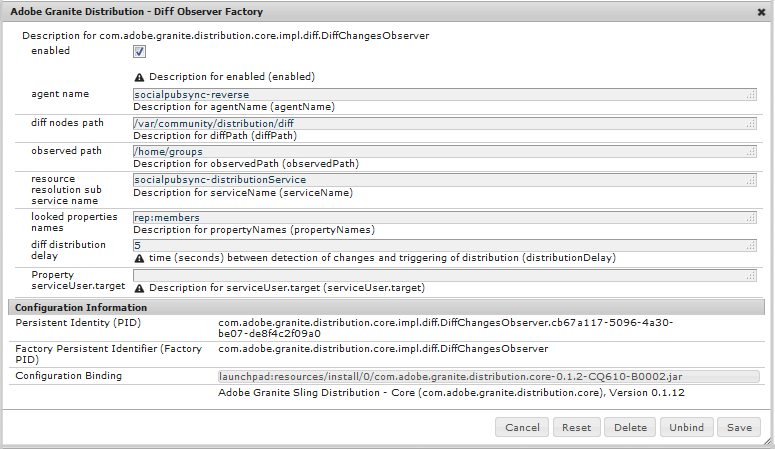 Adobe Granite Distribution - Diff Observer Factory
Description for com.adobe.granite.distribution.core.impl.diff.DiffChangesObserver
enabled
Description for enabled (enabled)
agent name
socialpubsync-reverse
Description for agentName (agentName)
diff nodes path
/var/community/distribution/diff
Description for diffPath (diffPath)
observed path
/home/groups
Description for observedPath (observedPath)
resource
resolution sub
service name
socialpubsync-distributionService
Description for serviceName (serviceName)
looked properties
names
rep:members
Description for propertyNames (propertyNames)
diff distribution
delay
5
time (seconds) between detection of changes and triggering of distribution (distributionDelay)
Property
serviceUser.target
Description for serviceUser.target (serviceUser.target)
Configuration Information
Persistent Identity (PID)
com.adobe.granite.distribution.core.impl.diff.DiffChangesObserver.cb67a117-5096-4a30-
be07-de8f4c2f09a0
Factory Persistent Identifier (Factory
PID)
com.adobe.granite.distribution.core.impl.diff.DiffChangesObserver
Configuration Binding
launchpad:resources/install/0/com.adobe.granite.distribution.core-0.1.2-CQ610-B0002.jar
Adobe Granite Sling Distribution - Core (com.adobe.granite.distribution.core), Version 0.1.12
Cancel Reset Delete Unbind Save